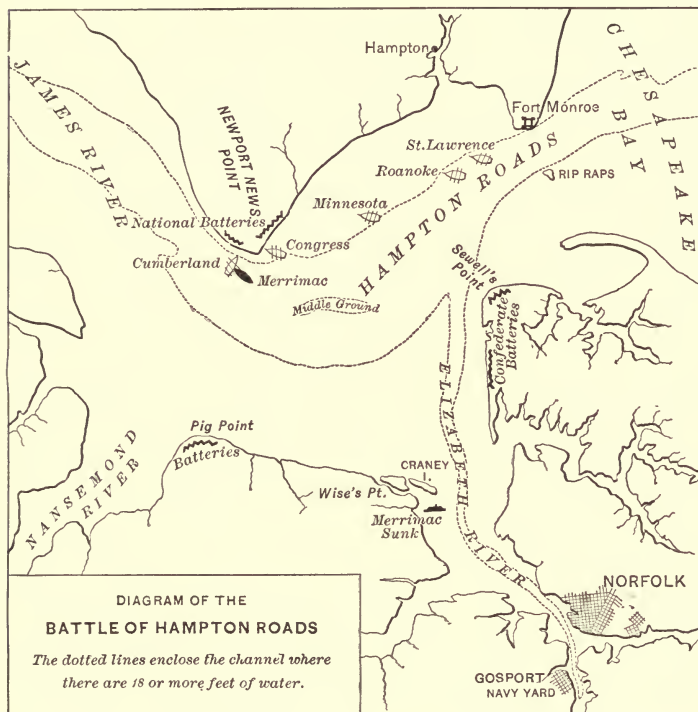 Hampton
CHESAPEAKE
BAY
JAMES RIVER
Fort Monroe
NEWPORT NEWS
POINT
St. Lawrence
Roanoke
RIP RAPS
HAMPTON ROADS
Minnesota
National Batteries
Congress
Cumberland
Merrimac
Sewell's
Point
Middle Ground
Confederate
Batteries
ELIZABETH RIVER
Pig Point
Batteries
NANSEMOND
RIVER
CRANEY
I.
Wise's Pt.
Merrimac
Sunk
NORFOLK
GOSPORT
NAVY YARD
DIAGRAM OF THE
BATTLE OF HAMPTON ROADS
The dotted lines enclose the channel where
there are 18 or more feet of water.